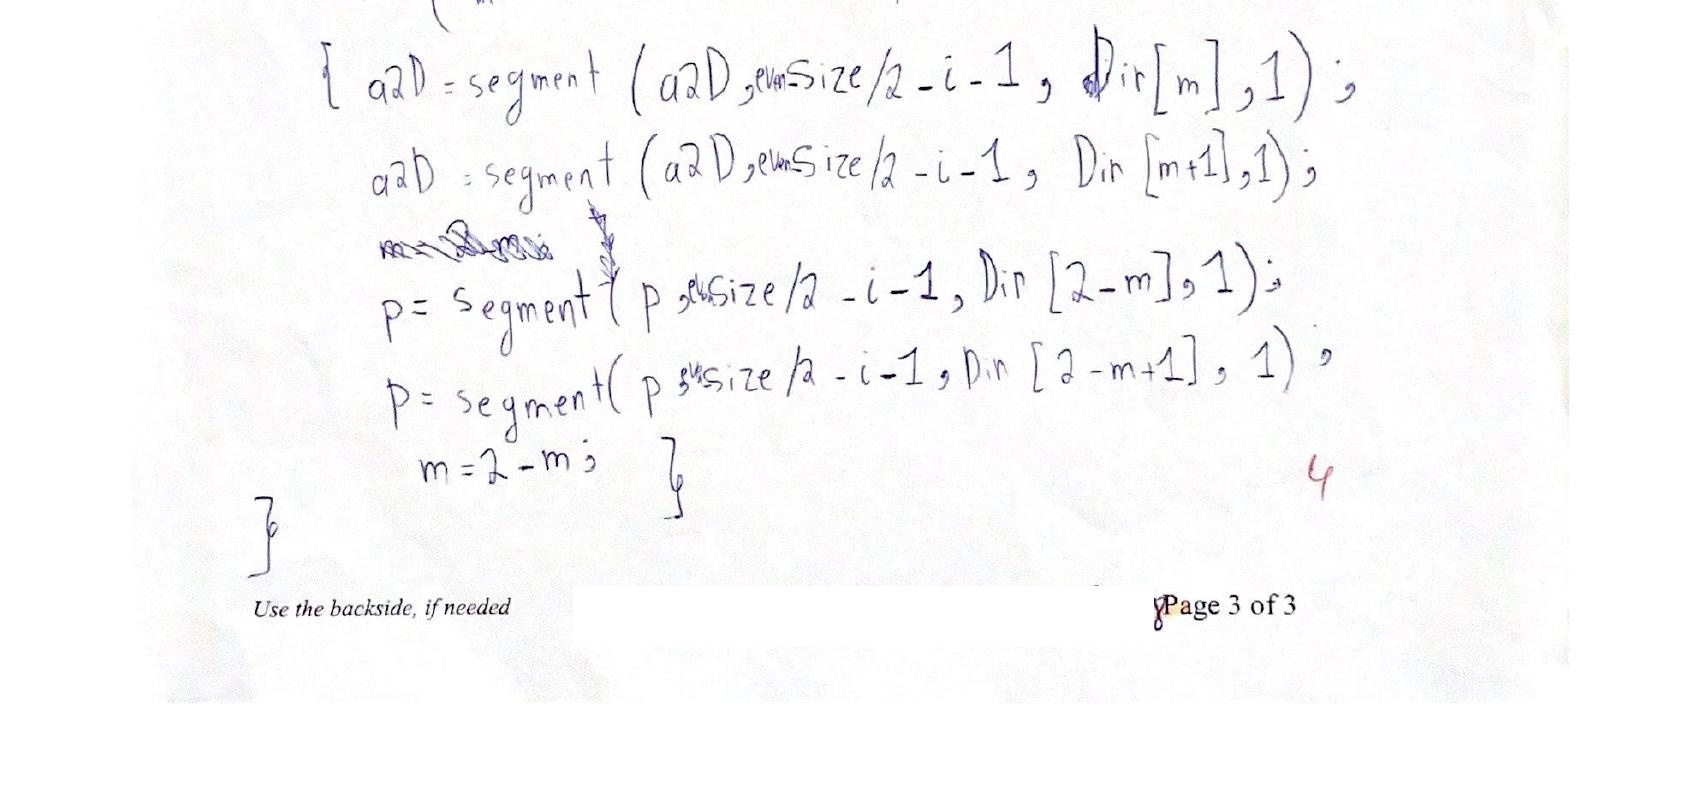 { a2D = segment (a2D, evenSize/2 - i - 1, Dir[m], 1);
a2D = segment (a2D, evenSize/2 - i - 1, Dir [m+1], 1);
p = segment ( p, evenSize/2 - i - 1, Dir [2-m], 1);
p = segment( p, evenSize/2 - i - 1, Dir [2-m+1], 1);
m = 2 - m; }
4
}
Use the backside, if needed
Page 3 of 3